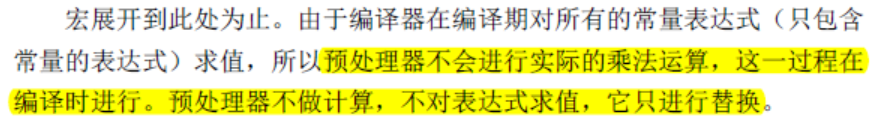 宏展开到此处为止。由于编译器在编译期对所有的常量表达式（只包含
常量的表达式）求值，所以预处理器不会进行实际的乘法运算，这一过程在
编译时进行。预处理器不做计算，不对表达式求值，它只进行替换。